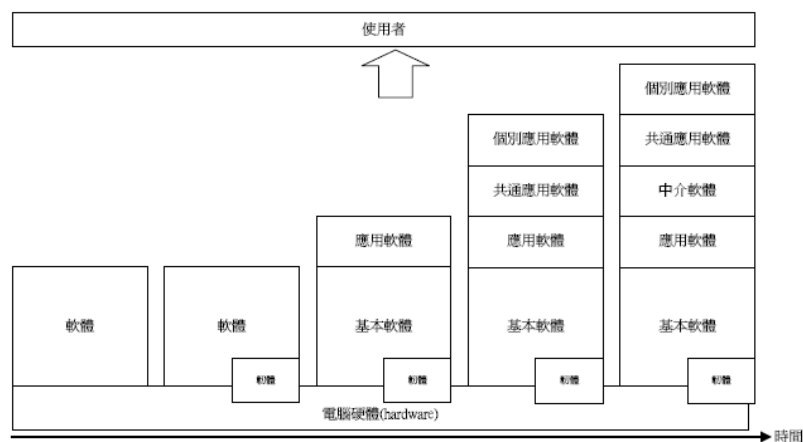 使用者
個別應用軟體
個別應用軟體
共通應用軟體
共通應用軟體
中介軟體
應用軟體
應用軟體
應用軟體
軟體
軟體
基本軟體
基本軟體
基本軟體
電腦硬體(hardware)
時間